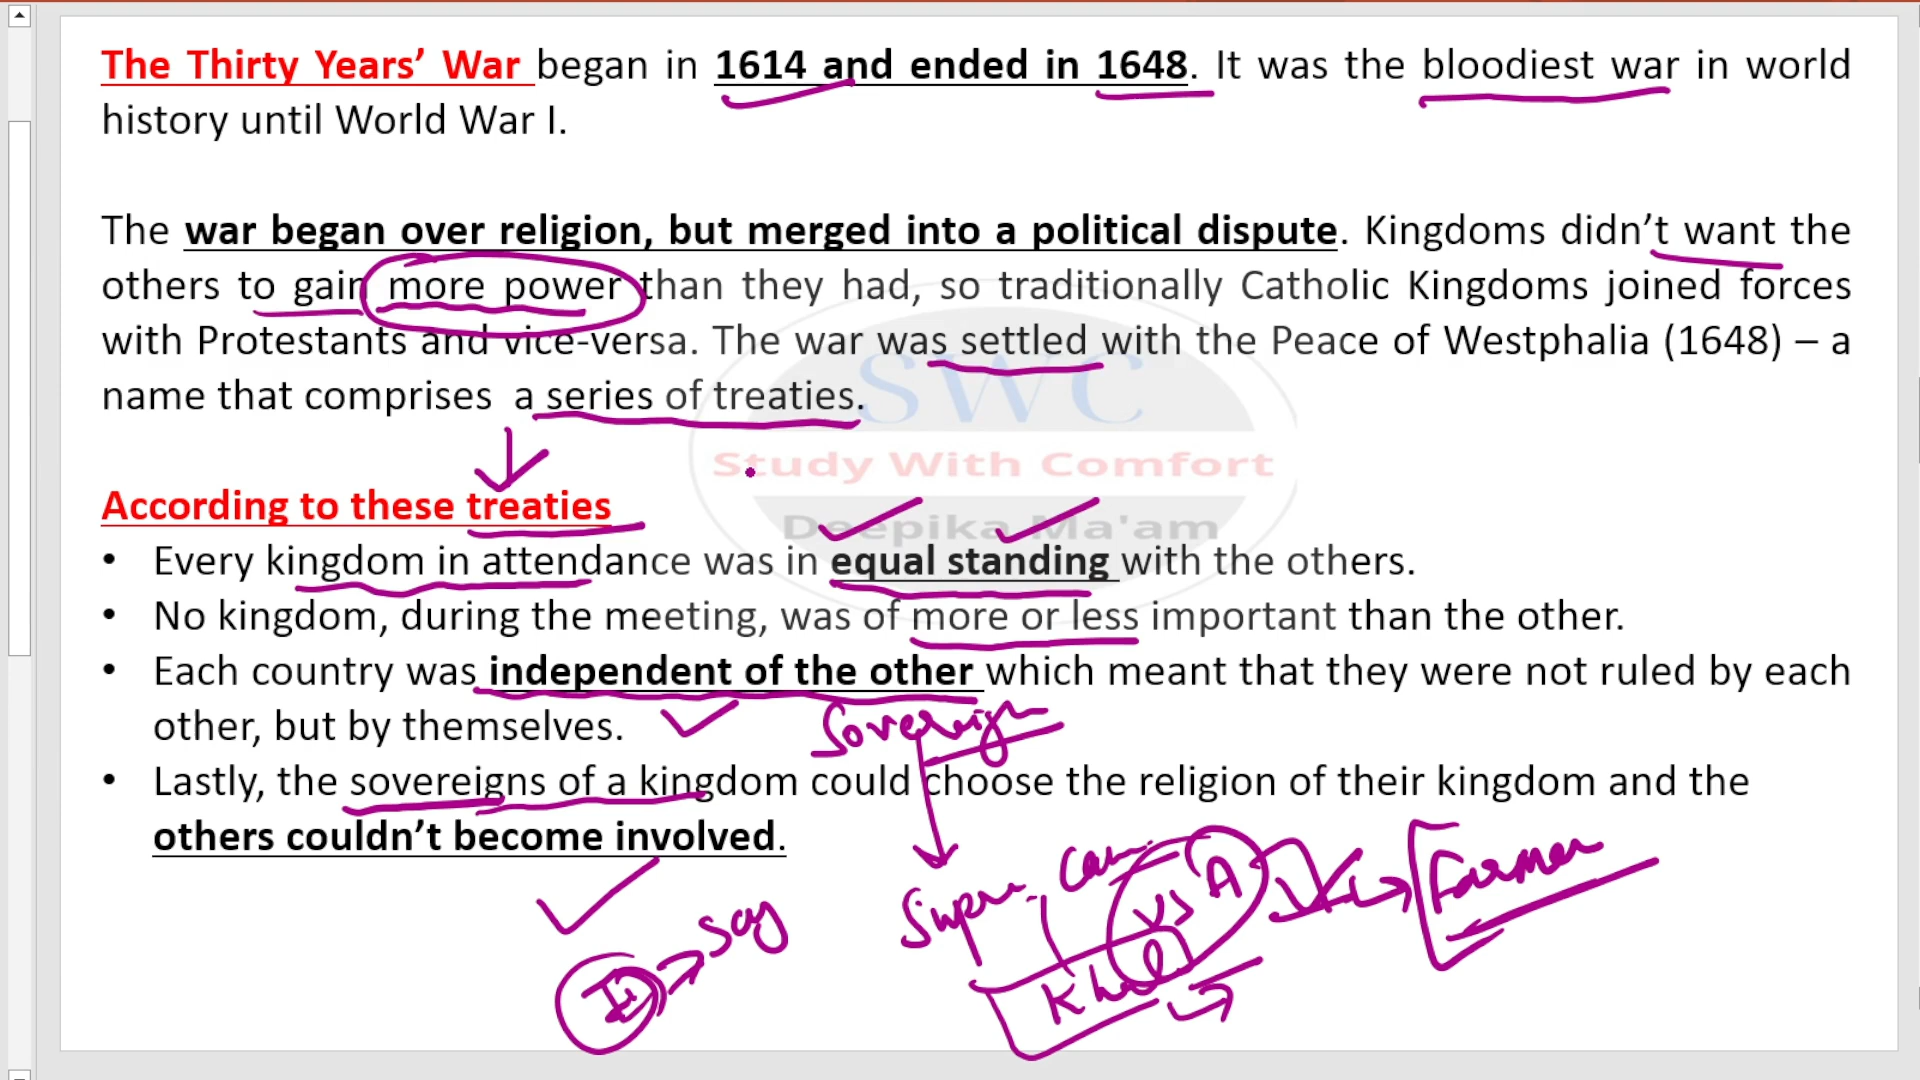 The Thirty Years’ War began in 1614 and ended in 1648. It was the bloodiest war in world
history until World War I.
The war began over religion, but merged into a political dispute. Kingdoms didn’t want the
others to gain more power than they had, so traditionally Catholic Kingdoms joined forces
with Protestants and vice-versa. The war was settled with the Peace of Westphalia (1648) – a
name that comprises a series of treaties.
SWC
Study With Comfort
According to these treaties
Deepika Ma'am
• Every kingdom in attendance was in equal standing with the others.
• No kingdom, during the meeting, was of more or less important than the other.
• Each country was independent of the other which meant that they were not ruled by each
other, but by themselves.
Sovereign
• Lastly, the sovereigns of a kingdom could choose the religion of their kingdom and the
others couldn’t become involved.
Farmer
vs A
say